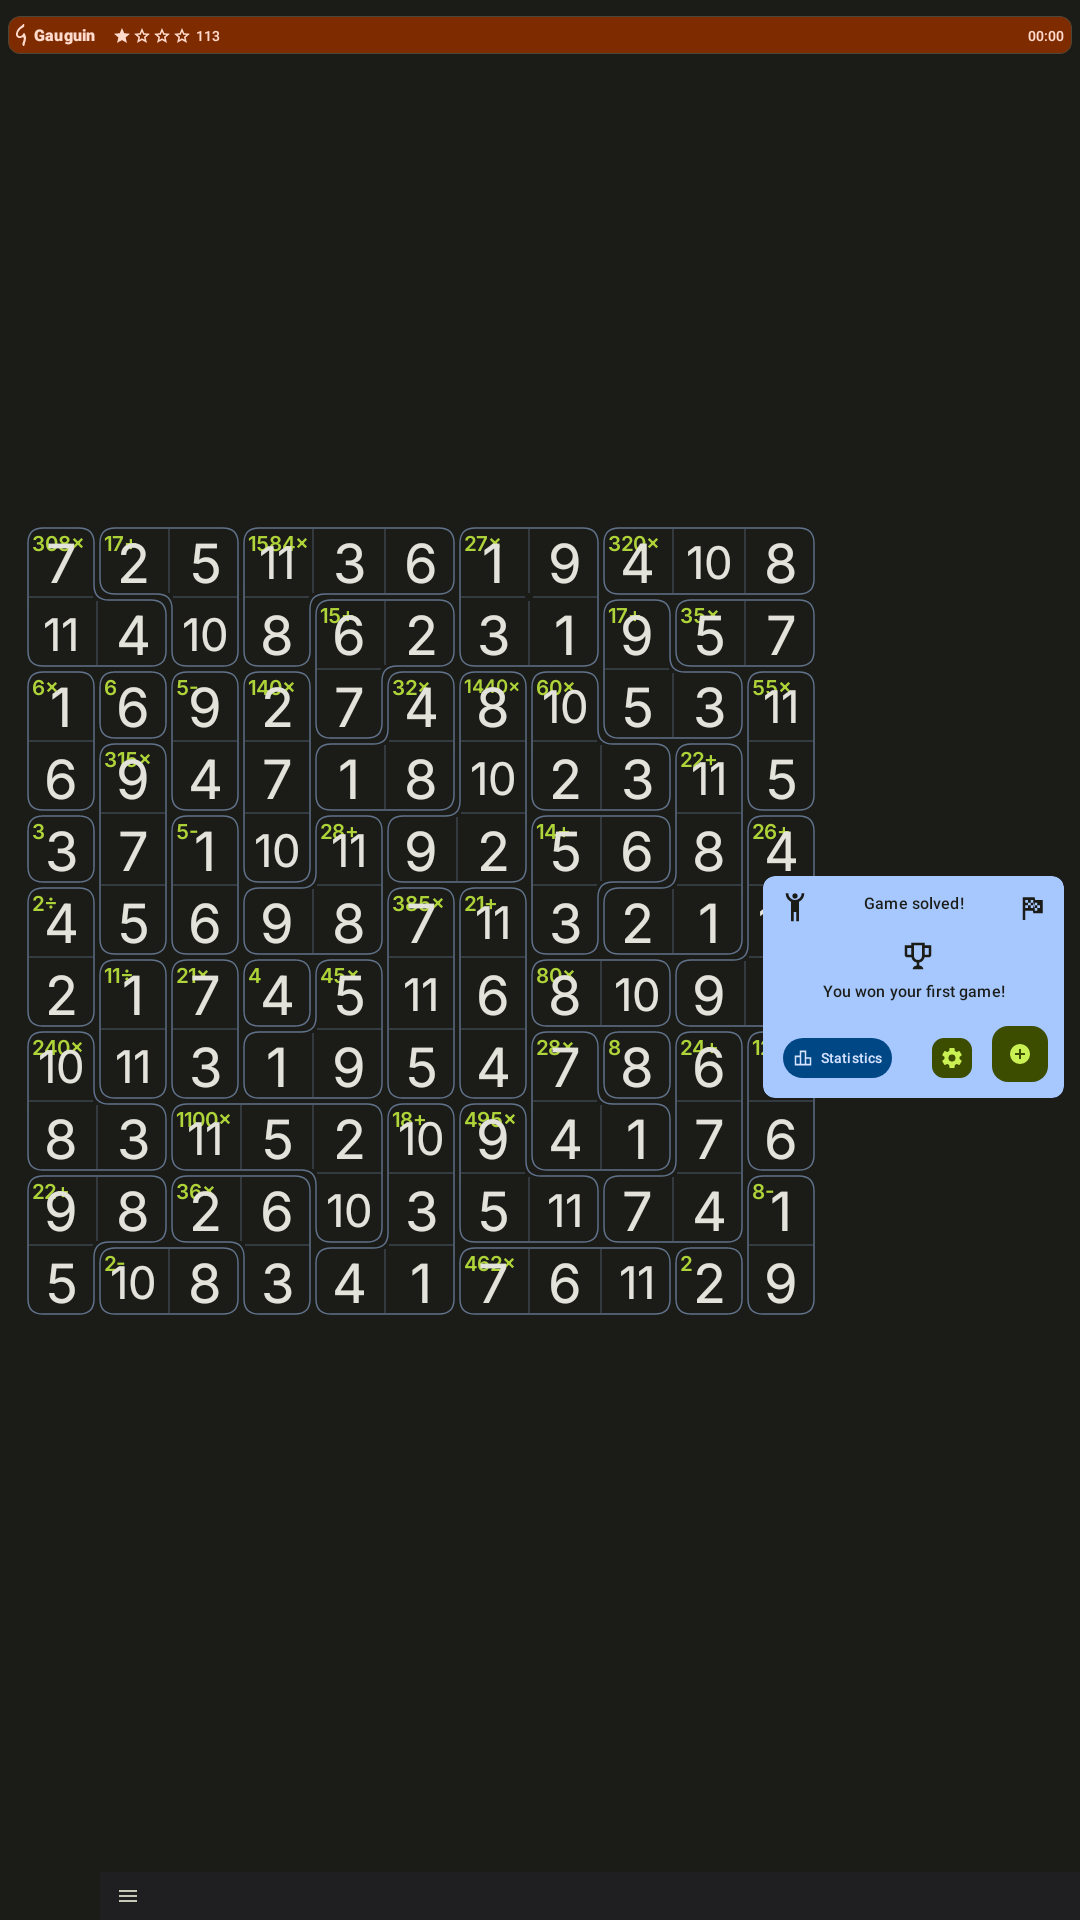 Gauguin 113 00:00
308× 17+ 1584× 27× 320×
7 2 5 11 3 6 1 9 4 10 8
15+ 17+ 35×
11 4 10 8 6 2 3 1 9 5 7
6× 6 5- 140× 32× 1440× 60× 55×
1 6 9 2 7 4 8 10 5 3 11
315× 22+
6 9 4 7 1 8 10 2 3 11 5
3 5- 28+ 14+ 26+
3 7 1 10 11 9 2 5 6 8 4
2÷ 385× 21+
4 5 6 9 8 7 11 3 2 1
11÷ 21× 4 45× 80×
2 1 7 4 5 11 6 8 10 9
240× 28× 8 24+
10 11 3 1 9 5 4 7 8 6
1100× 18+ 495×
8 3 11 5 2 10 9 4 1 7 6
22+ 36× 8-
9 8 2 6 10 3 5 11 7 4 1
2- 462× 2
5 10 8 3 4 1 7 6 11 2 9
Game solved!
You won your first game!
Statistics